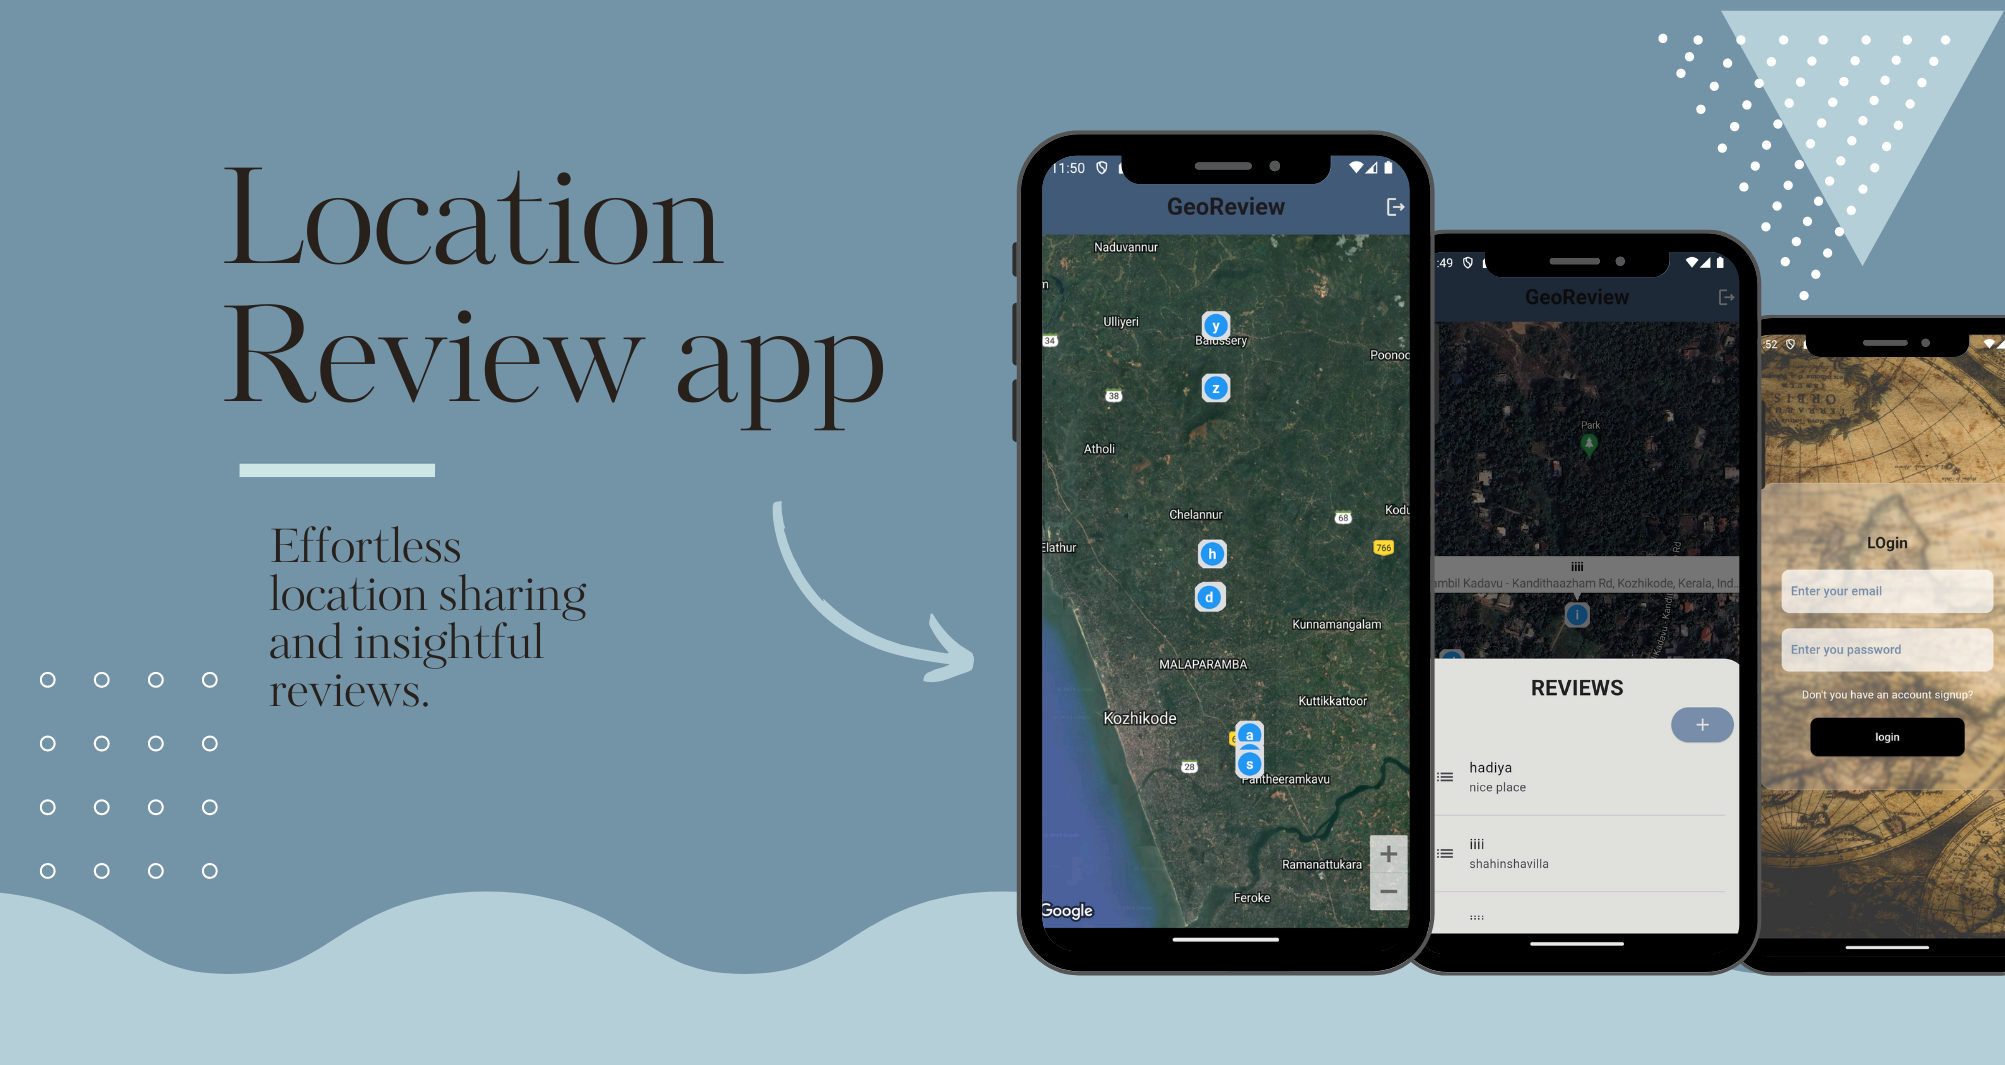 Location
Review app
Effortless
location sharing
and insightful
reviews.
11:50
GeoReview
Naduvannur
m
Ulliyeri
y
34
Balussery
Poonoo
z
38
Atholi
Chelannur
68
Kodu
Elathur
h
766
d
Kunnamangalam
MALAPARAMBA
Kuttikkattoor
Kozhikode
a
28
s
Pantheeramkavu
Ramanattukara
Feroke
Google
:49
GeoReview
Park
Rd
iiii
mbil Kadavu - Kandithaazham Rd, Kozhikode, Kerala, Ind...
i
REVIEWS
+
hadiya
nice place
iiii
shahinshavilla
:52
ORBIS
LOgin
Enter your email
Enter you password
Don't you have an account signup?
login